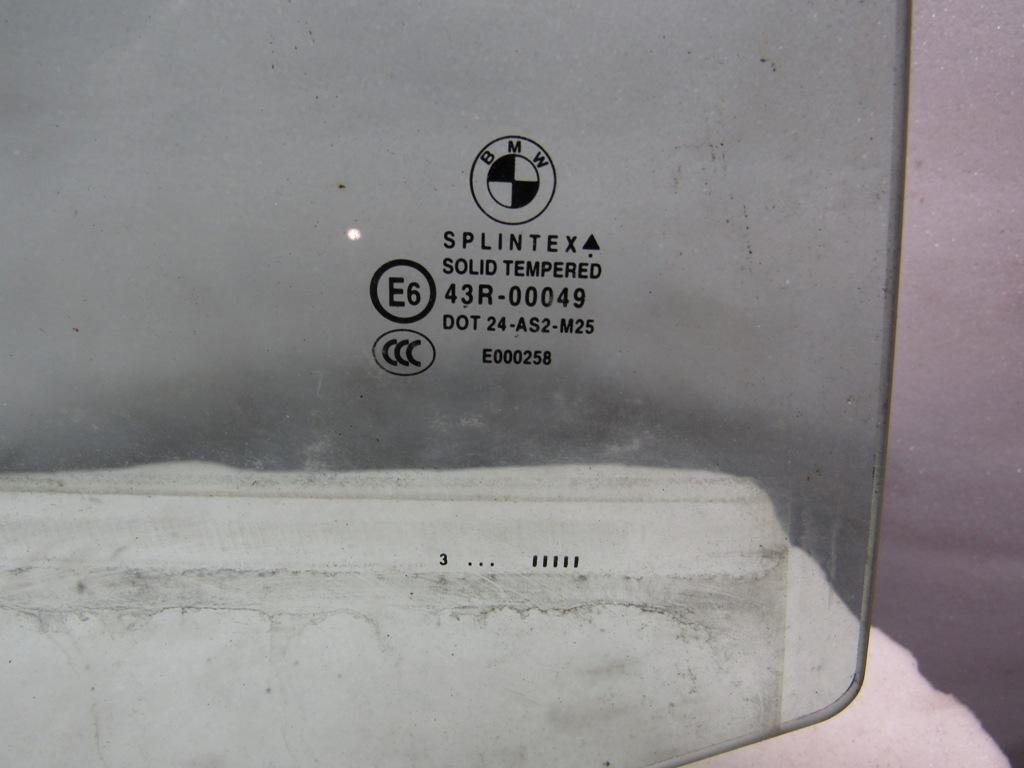 BMW
SPLINTEX▲
SOLID TEMPERED
E6 43R-00049
DOT 24-AS2-M25
CCC
E000258
3 ... IIIII